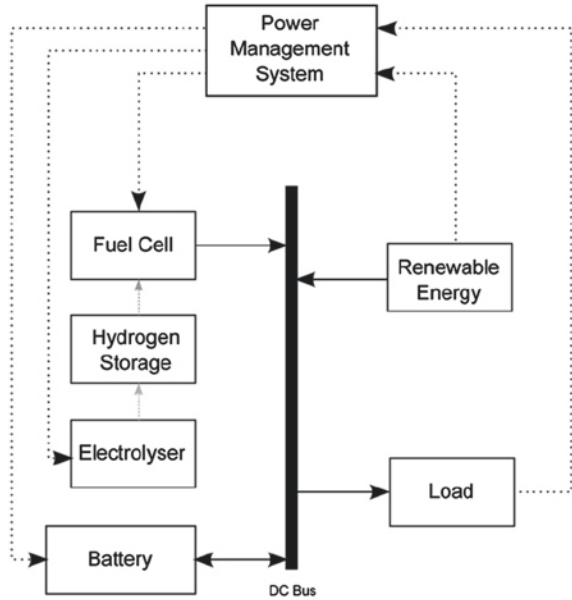 Power
Management
System
Fuel Cell
Renewable
Energy
Hydrogen
Storage
Electrolyser
Load
Battery
DC Bus